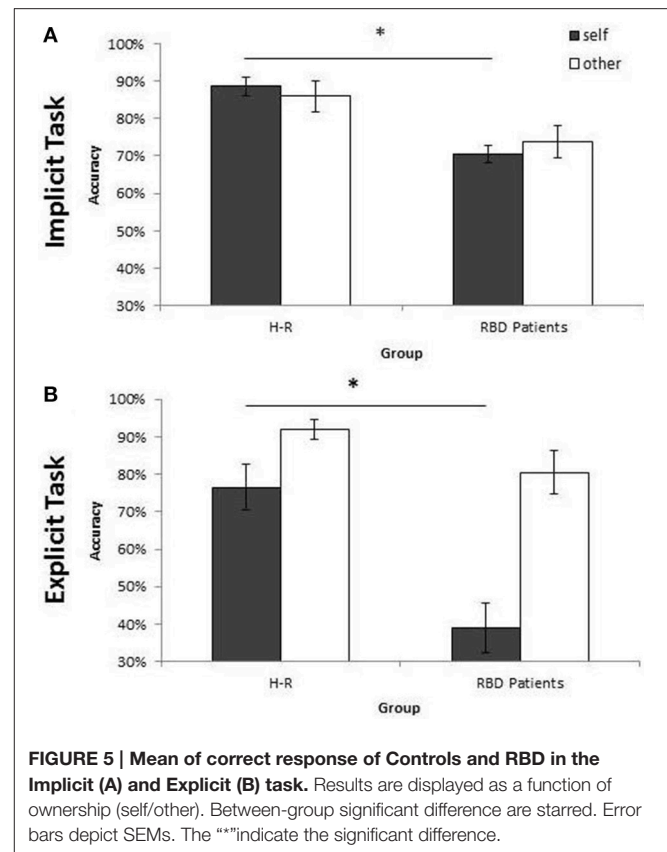 A
100%
90%
80%
70%
60%
50%
40%
30%
Implicit Task
Accuracy
*
self
other
H-R
RBD Patients
Group
B
100%
90%
80%
70%
60%
50%
40%
30%
Explicit Task
Accuracy
*
H-R
RBD Patients
Group
FIGURE 5 | Mean of correct response of Controls and RBD in the
Implicit (A) and Explicit (B) task. Results are displayed as a function of
ownership (self/other). Between-group significant difference are starred. Error
bars depict SEMs. The “*”indicate the significant difference.